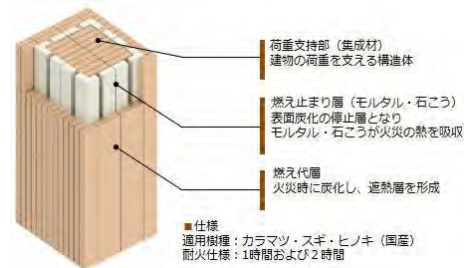 荷重支持部（集成材）
建物の荷重を支える構造体
燃え止まり層（モルタル・石こう）
表面炭化の停止層となり
モルタル・石こうが火災の熱を吸収
燃え代層
火災時に炭化し、遮熱層を形成
■仕様
適用樹種：カラマツ・スギ・ヒノキ（国産）
耐火仕様：1時間および２時間